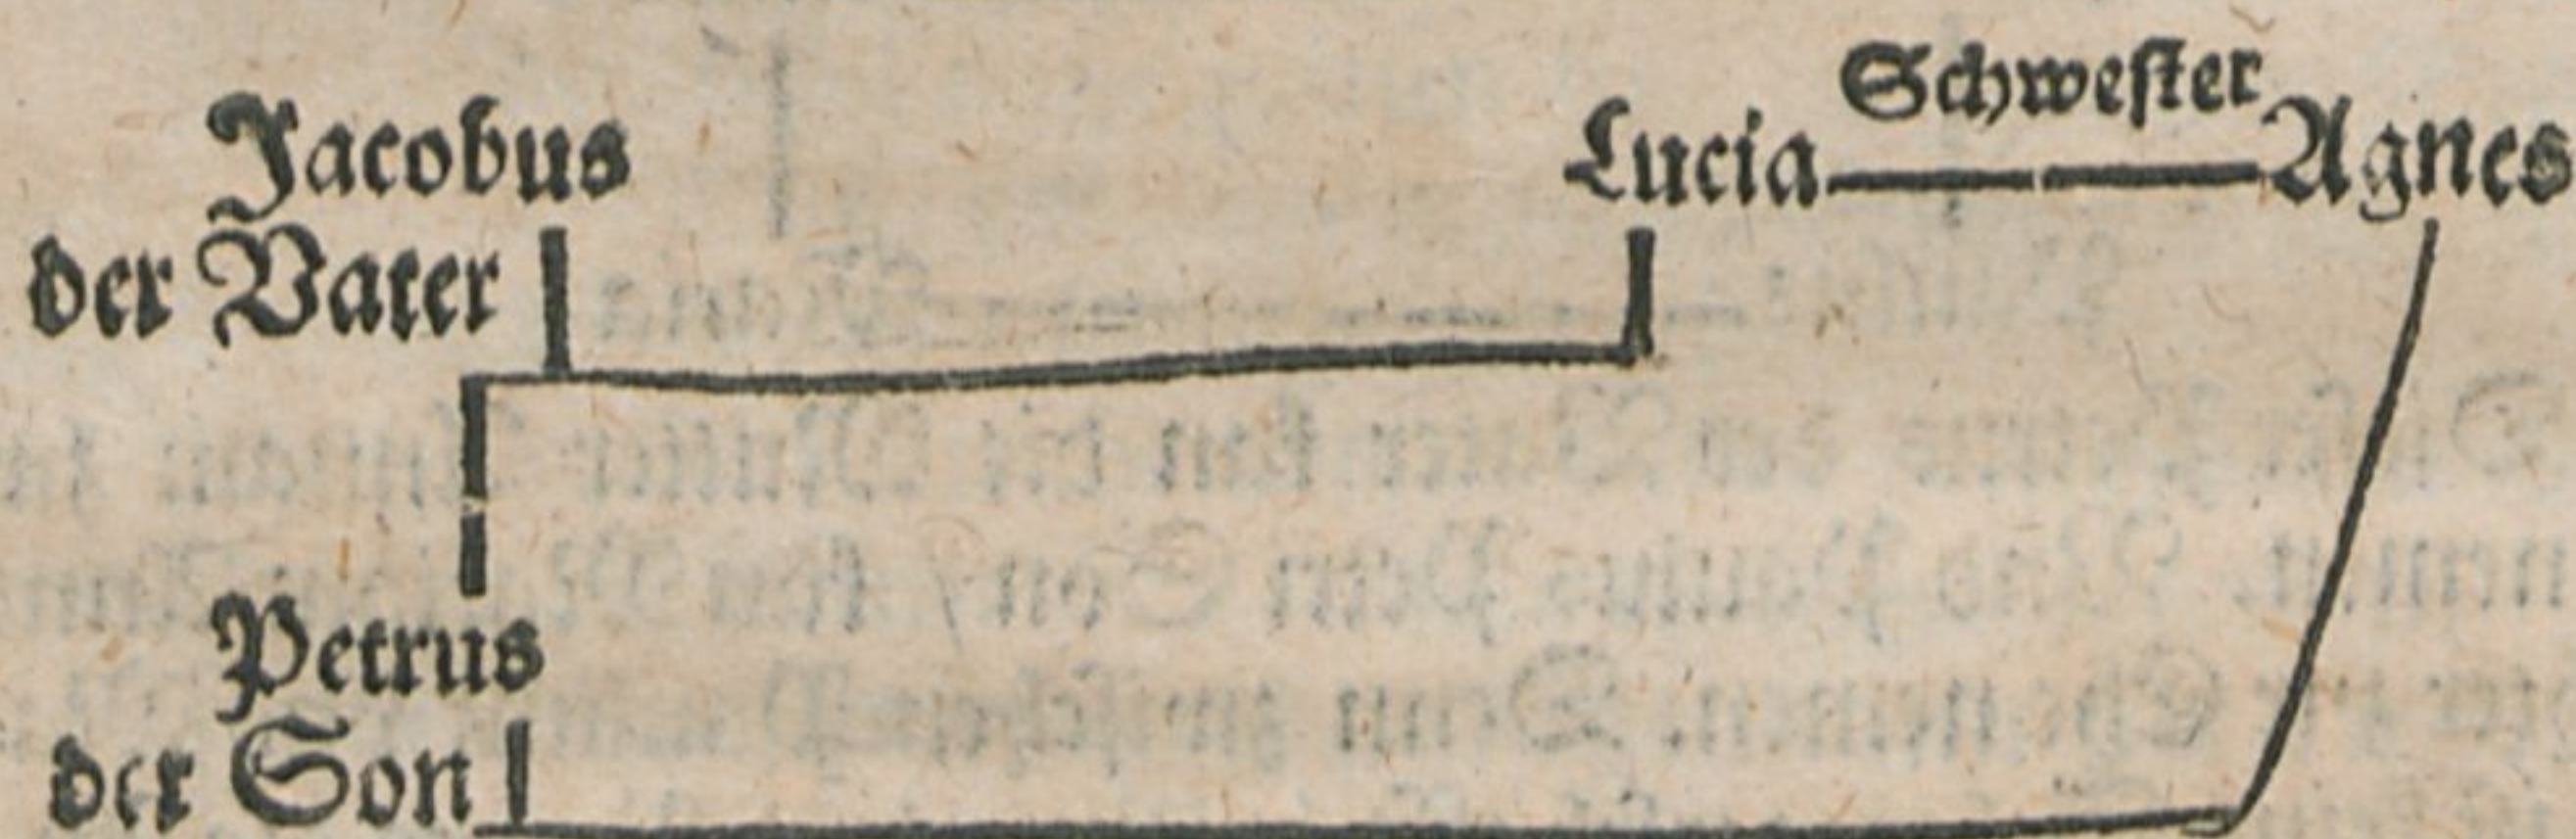 Schwester
Jacobus Lucia Agnes
der Vater
Petrus
der Son